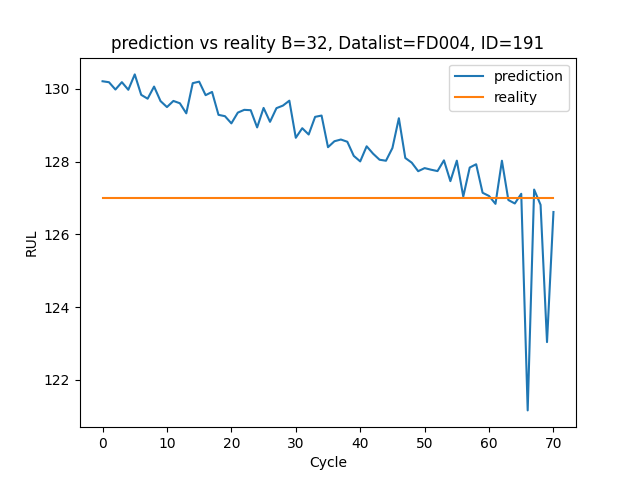 prediction vs reality B=32, Datalist=FD004, ID=191
prediction
reality
RUL
130
128
126
124
122
0 10 20 30 40 50 60 70
Cycle